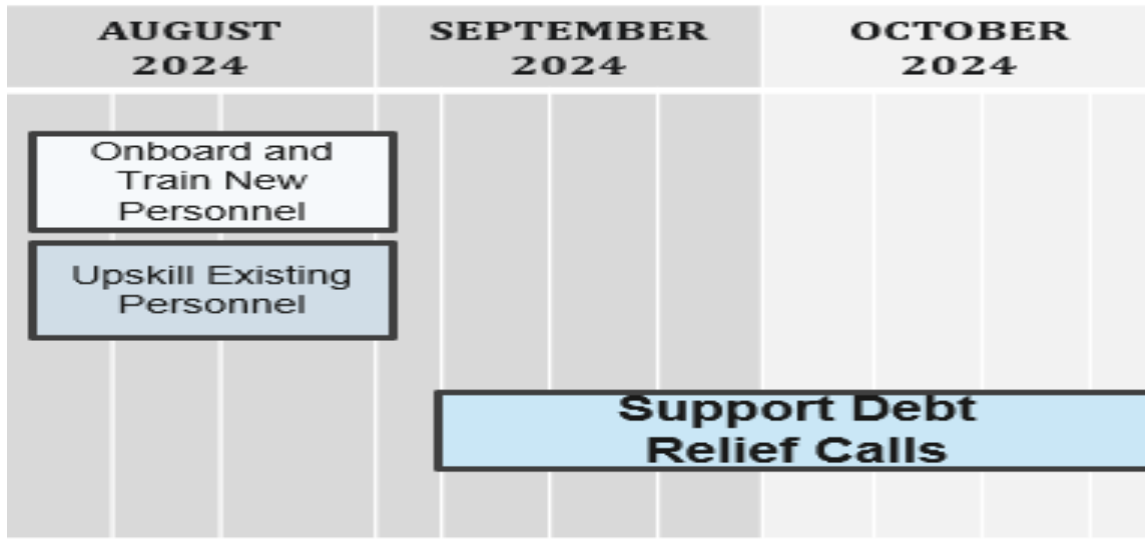 AUGUST
2024
SEPTEMBER
2024
OCTOBER
2024
Onboard and
Train New
Personnel
Upskill Existing
Personnel
Support Debt
Relief Calls